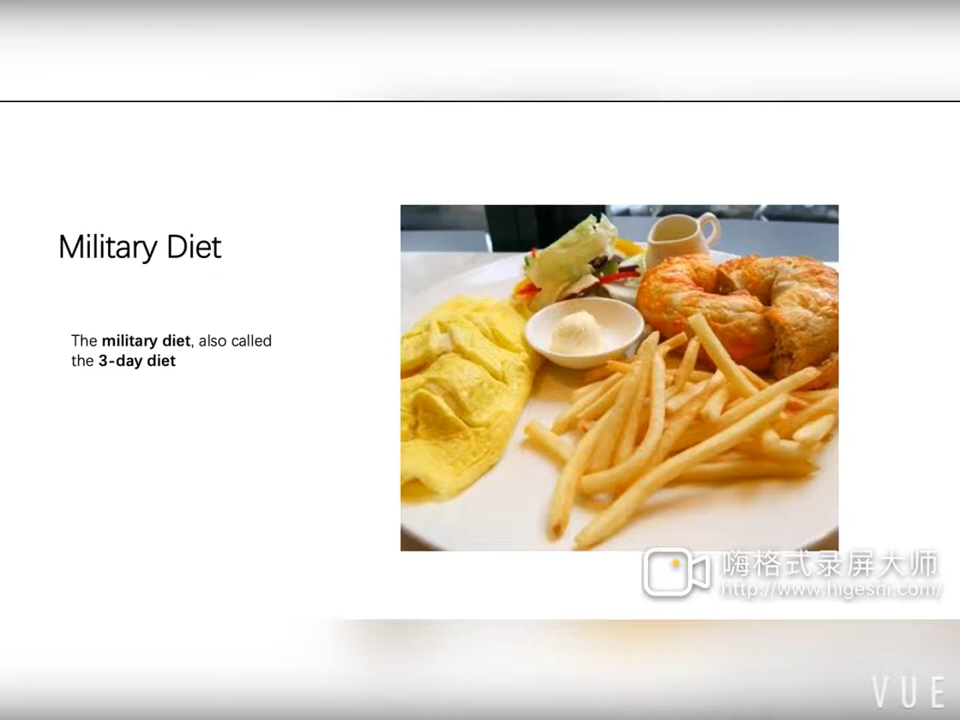 Military Diet
The military diet, also called
the 3-day diet
嗨格式录屏大师
http://www.higeshi.com/
VUE